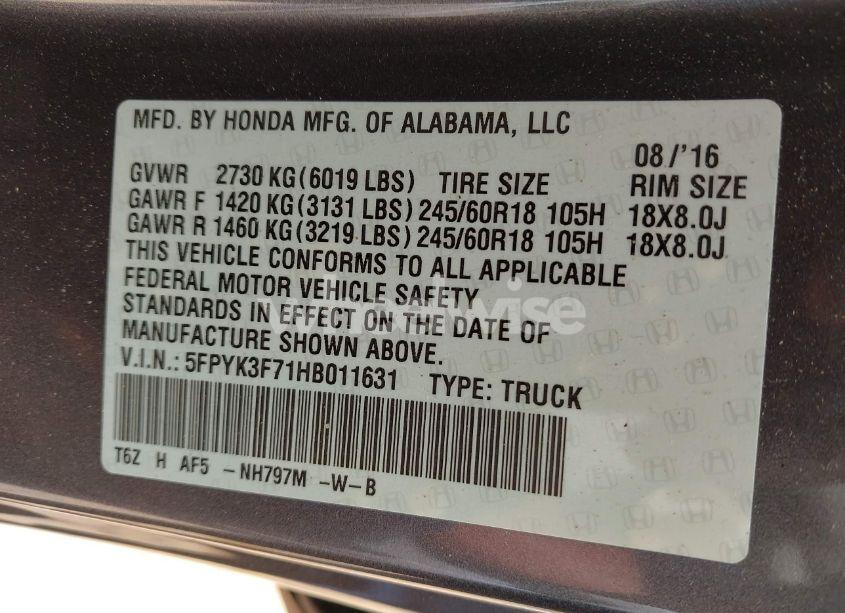 MFD. BY HONDA MFG. OF ALABAMA, LLC
08/'16
GVWR 2730 KG(6019 LBS) TIRE SIZE RIM SIZE
GAWR F 1420 KG(3131 LBS) 245/60R18 105H 18X8.0J
GAWR R 1460 KG(3219 LBS) 245/60R18 105H 18X8.0J
THIS VEHICLE CONFORMS TO ALL APPLICABLE
FEDERAL MOTOR VEHICLE SAFETY
STANDARDS IN EFFECT ON THE DATE OF
MANUFACTURE SHOWN ABOVE.
V.I.N.: 5FPYK3F71HB011631 TYPE: TRUCK
T6Z H AF5 -NH797M -W-B